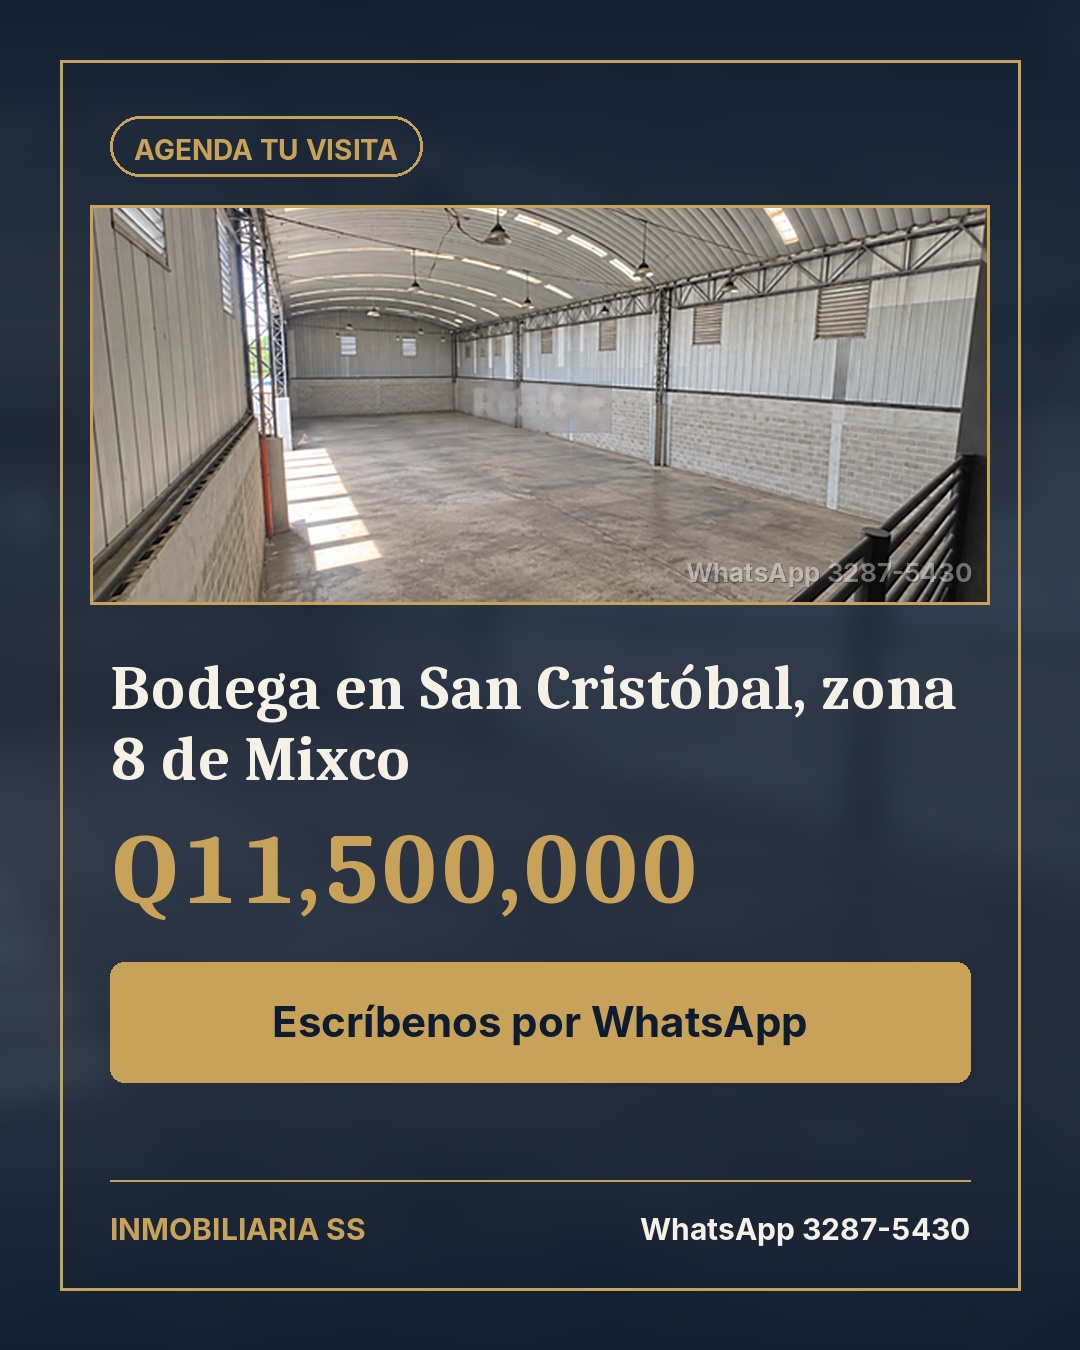 AGENDA TU VISITA
WhatsApp 3287-5430
Bodega en San Cristóbal, zona
8 de Mixco
Q11,500,000
Escríbenos por WhatsApp
INMOBILIARIA SS
WhatsApp 3287-5430